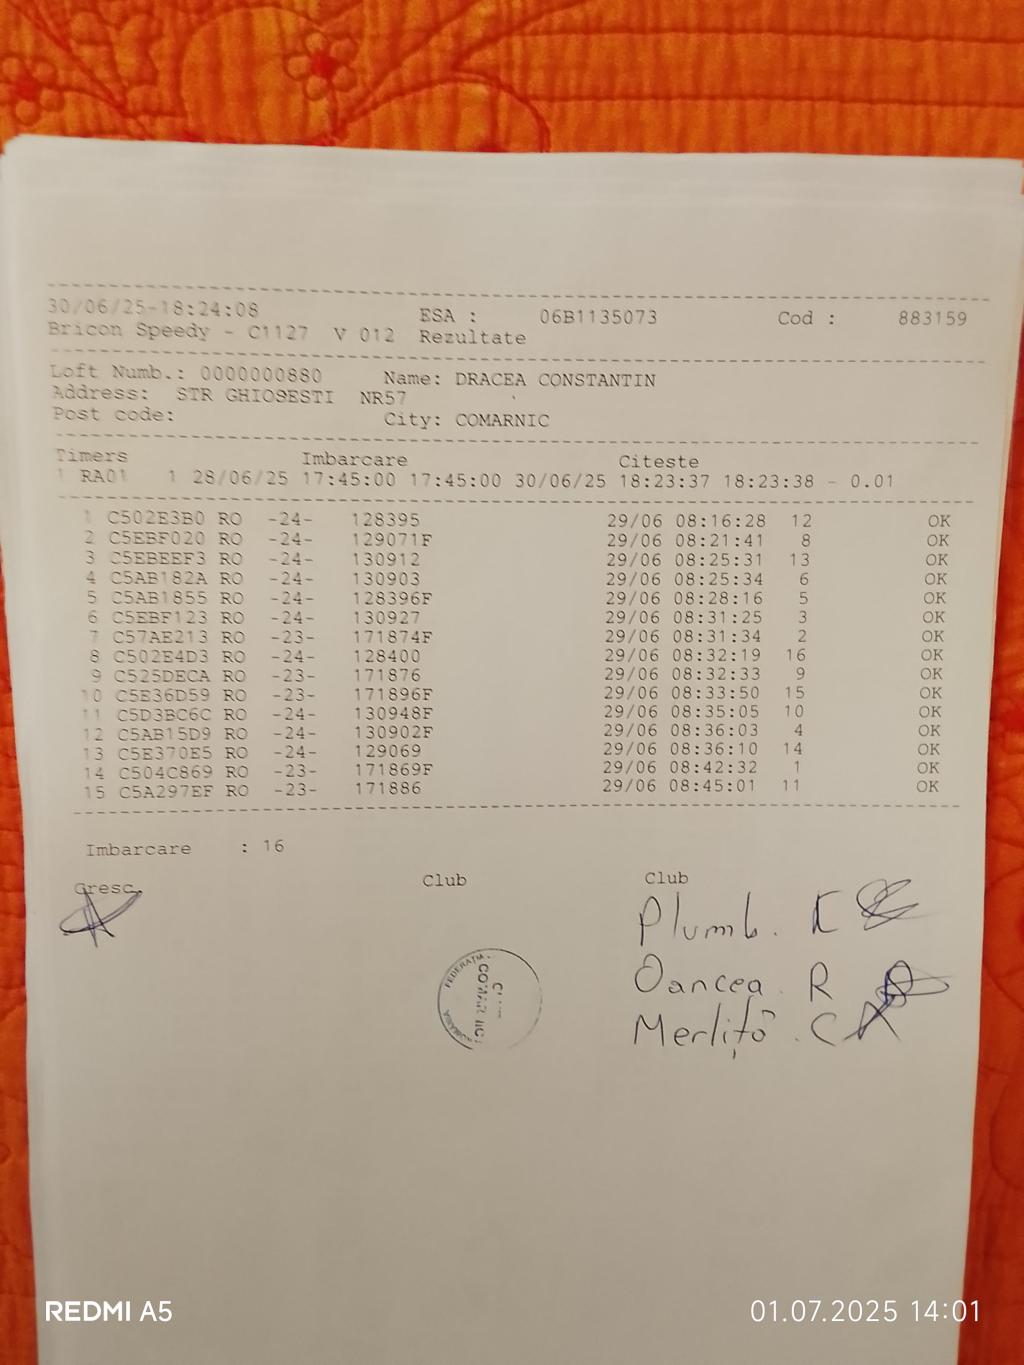 30/06/25-18:24:08 ESA : 06B1135073 Cod : 883159
Bricon Speedy - C1127 V 012 Rezultate
Loft Numb.: 0000000880 Name: DRACEA CONSTANTIN
Address: STR GHIOSESTI NR57
Post code: City: COMARNIC
Timers Imbarcare Citeste
1 RA01 1 28/06/25 17:45:00 17:45:00 30/06/25 18:23:37 18:23:38 - 0.01
1 C502E3B0 RO -24- 128395 29/06 08:16:28 12 OK
2 C5EBF020 RO -24- 129071F 29/06 08:21:41 8 OK
3 C5EBEEF3 RO -24- 130912 29/06 08:25:31 13 OK
4 C5AB182A RO -24- 130903 29/06 08:25:34 6 OK
5 C5AB1855 RO -24- 128396F 29/06 08:28:16 5 OK
6 C5EBF123 RO -24- 130927 29/06 08:31:25 3 OK
7 C57AE213 RO -23- 171874F 29/06 08:31:34 2 OK
8 C502E4D3 RO -24- 128400 29/06 08:32:19 16 OK
9 C525DECA RO -23- 171876 29/06 08:32:33 9 OK
10 C5E36D59 RO -23- 171896F 29/06 08:33:50 15 OK
11 C5D3BC6C RO -24- 130948F 29/06 08:35:05 10 OK
12 C5AB15D9 RO -24- 130902F 29/06 08:36:03 4 OK
13 C5E370E5 RO -24- 129069 29/06 08:36:10 14 OK
14 C504C869 RO -23- 171869F 29/06 08:42:32 1 OK
15 C5A297EF RO -23- 171886 29/06 08:45:01 11 OK
Imbarcare : 16
Cresc. Club Club
Plumb. I
Oancea . R
Merliță . C
REDMI A5 01.07.2025 14:01